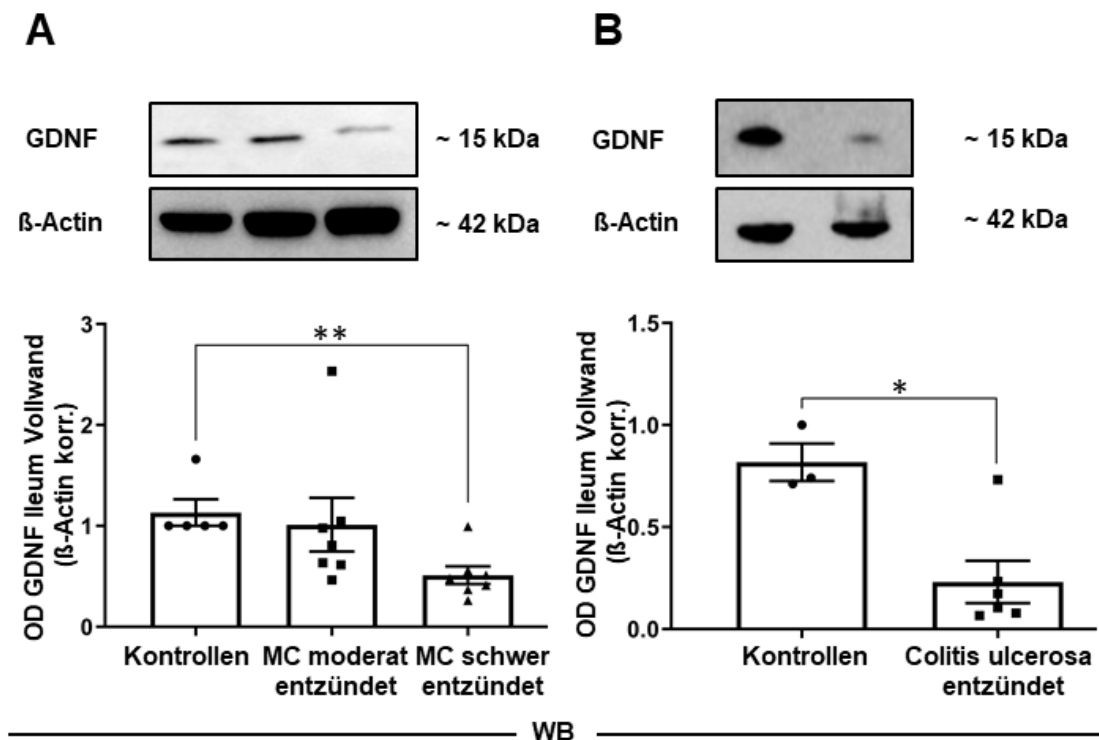 A
GDNF
~ 15 kDa
ß-Actin
~ 42 kDa
OD GDNF Ileum Vollwand
(ß-Actin korr.)
3
2
1
0
**
Kontrollen
MC moderat
entzündet
MC schwer
entzündet
B
GDNF
~ 15 kDa
ß-Actin
~ 42 kDa
OD GDNF Ileum Vollwand
(ß-Actin korr.)
1.5
1.0
0.5
0.0
*
Kontrollen
Colitis ulcerosa
entzündet
WB